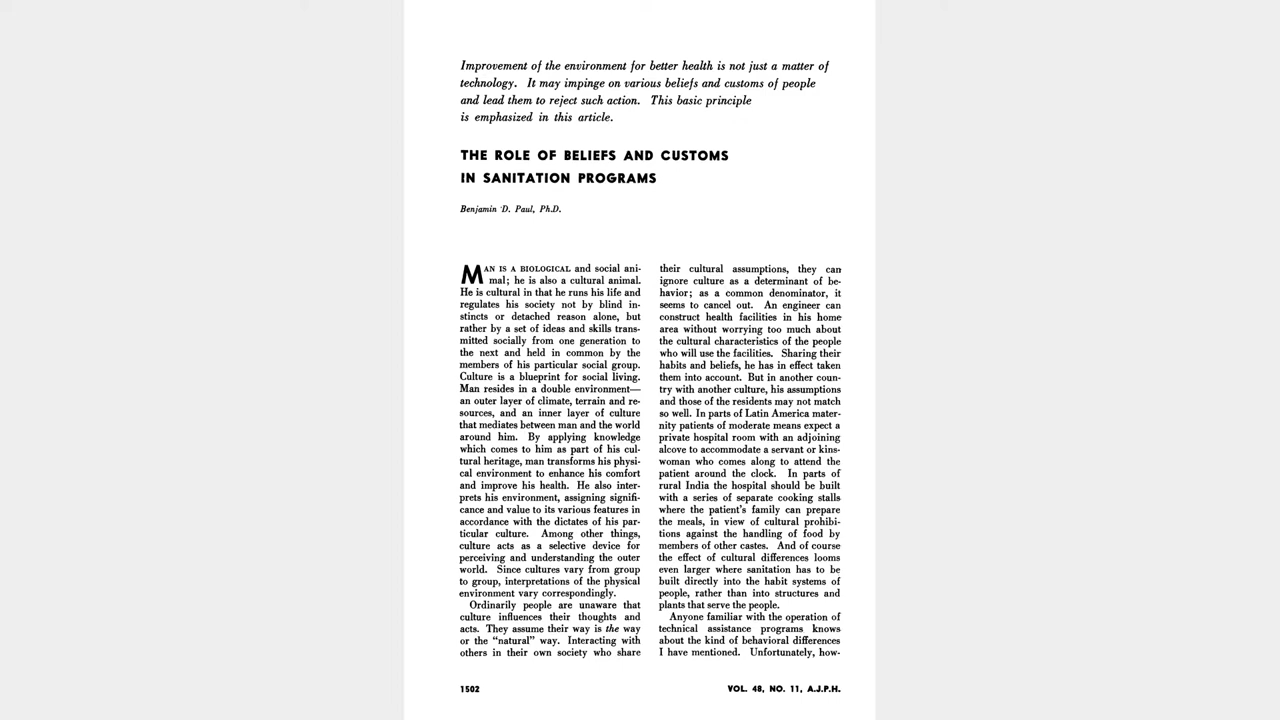 Improvement of the environment for better health is not just a matter of
technology. It may impinge on various beliefs and customs of people
and lead them to reject such action. This basic principle
is emphasized in this article.
THE ROLE OF BELIEFS AND CUSTOMS
IN SANITATION PROGRAMS
Benjamin D. Paul, Ph.D.
MAN IS A BIOLOGICAL and social ani-
mal; he is also a cultural animal.
He is cultural in that he runs his life and
regulates his society not by blind in-
stincts or detached reason alone, but
rather by a set of ideas and skills trans-
mitted socially from one generation to
the next and held in common by the
members of his particular social group.
Culture is a blueprint for social living.
Man resides in a double environment—
an outer layer of climate, terrain and re-
sources, and an inner layer of culture
that mediates between man and the world
around him. By applying knowledge
which comes to him as part of his cul-
tural heritage, man transforms his physi-
cal environment to enhance his comfort
and improve his health. He also inter-
prets his environment, assigning signifi-
cance and value to its various features in
accordance with the dictates of his par-
ticular culture. Among other things,
culture acts as a selective device for
perceiving and understanding the outer
world. Since cultures vary from group
to group, interpretations of the physical
environment vary correspondingly.
Ordinarily people are unaware that
culture influences their thoughts and
acts. They assume their way is the way
or the “natural” way. Interacting with
others in their own society who share
their cultural assumptions, they can
ignore culture as a determinant of be-
havior; as a common denominator, it
seems to cancel out. An engineer can
construct health facilities in his home
area without worrying too much about
the cultural characteristics of the people
who will use the facilities. Sharing their
habits and beliefs, he has in effect taken
them into account. But in another coun-
try with another culture, his assumptions
and those of the residents may not match
so well. In parts of Latin America mater-
nity patients of moderate means expect a
private hospital room with an adjoining
alcove to accommodate a servant or kins-
woman who comes along to attend the
patient around the clock. In parts of
rural India the hospital should be built
with a series of separate cooking stalls
where the patient's family can prepare
the meals, in view of cultural prohibi-
tions against the handling of food by
members of other castes. And of course
the effect of cultural differences looms
even larger where sanitation has to be
built directly into the habit systems of
people, rather than into structures and
plants that serve the people.
Anyone familiar with the operation of
technical assistance programs knows
about the kind of behavioral differences
I have mentioned. Unfortunately, how-
1502
VOL. 48, NO. 11, A.J.P.H.